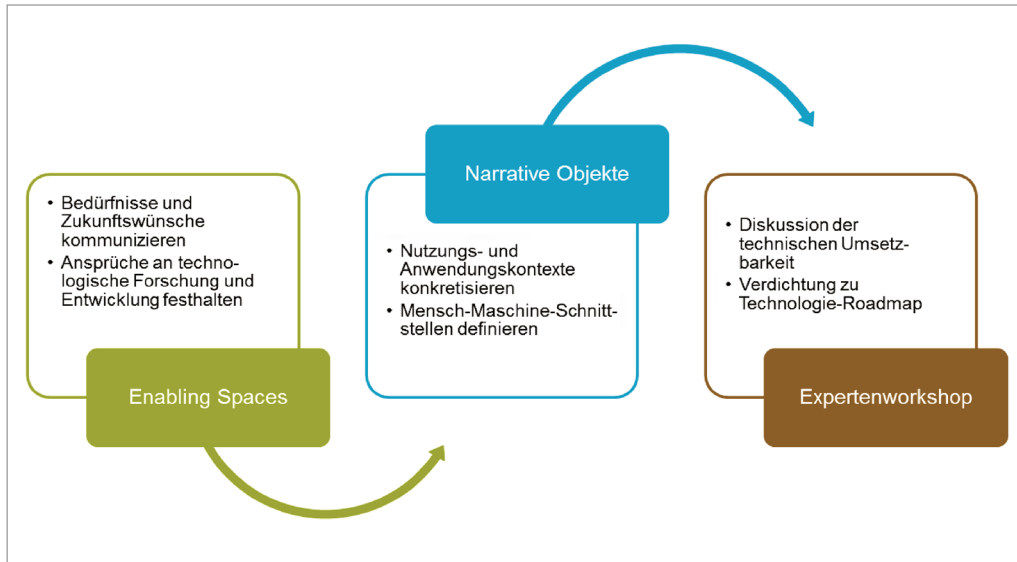 • Bedürfnisse und
Zukunftswünsche
kommunizieren
• Ansprüche an techno-
logische Forschung und
Entwicklung festhalten
Enabling Spaces
Narrative Objekte
• Nutzungs- und
Anwendungskontexte
konkretisieren
• Mensch-Maschine-Schnitt-
stellen definieren
• Diskussion der
technischen Umsetz-
barkeit
• Verdichtung zu
Technologie-Roadmap
Expertenworkshop